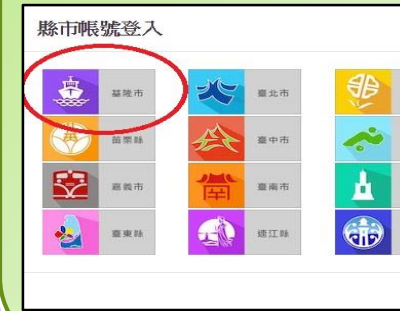 縣市帳號登入
基隆市 臺北市
苗栗縣 臺中市
嘉義市 臺南市
臺東縣 連江縣